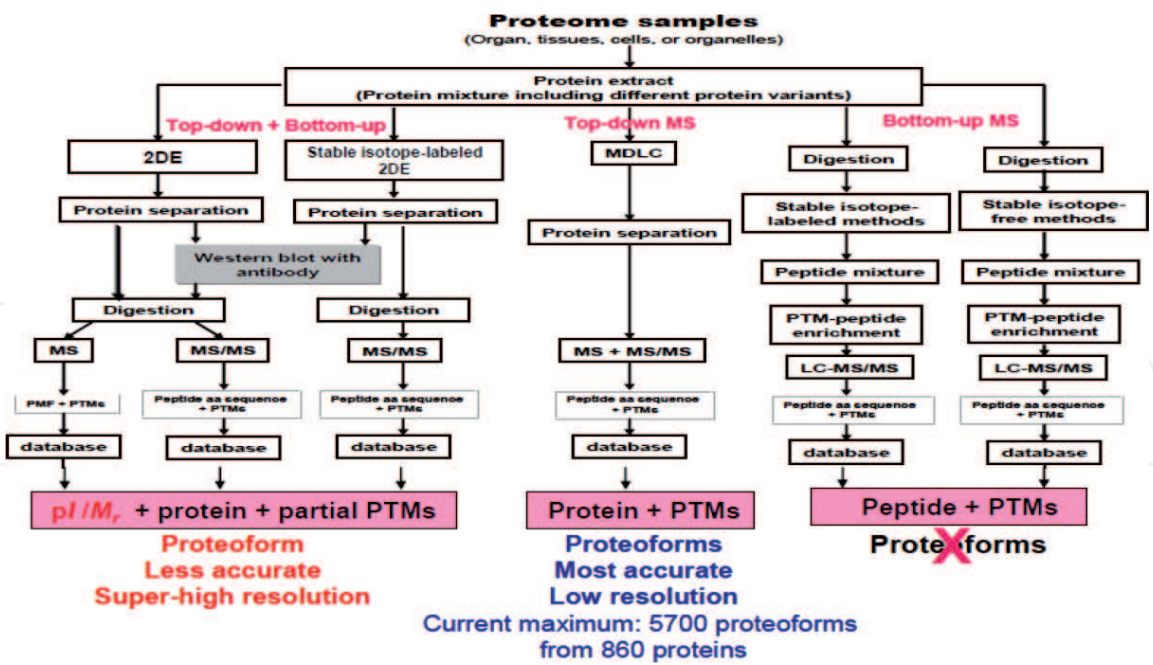 Proteome samples
(Organ, tissues, cells, or organelles)
Protein extract
(Protein mixture including different protein variants)
Top-down + Bottom-up
Top-down MS
Bottom-up MS
2DE
Stable isotope-labeled
2DE
MDLC
Digestion
Digestion
Protein separation
Protein separation
Protein separation
Stable isotope-
labeled methods
Stable isotope-
free methods
Western blot with
antibody
Peptide mixture
Peptide mixture
Digestion
Digestion
PTM-peptide
enrichment
PTM-peptide
enrichment
MS
MS/MS
MS/MS
MS + MS/MS
LC-MS/MS
LC-MS/MS
PMF + PTMs
Peptide aa sequence
+ PTMs
Peptide aa sequence
+ PTMs
Peptide aa sequence
+ PTMs
Peptide aa sequence
+ PTMs
Peptide aa sequence
+ PTMs
database
database
database
database
database
database
pI/Mr + protein + partial PTMs
Protein + PTMs
Peptide + PTMs
Proteoform
Less accurate
Super-high resolution
Proteoforms
Most accurate
Low resolution
Current maximum: 5700 proteoforms
from 860 proteins
Proteoforms
X